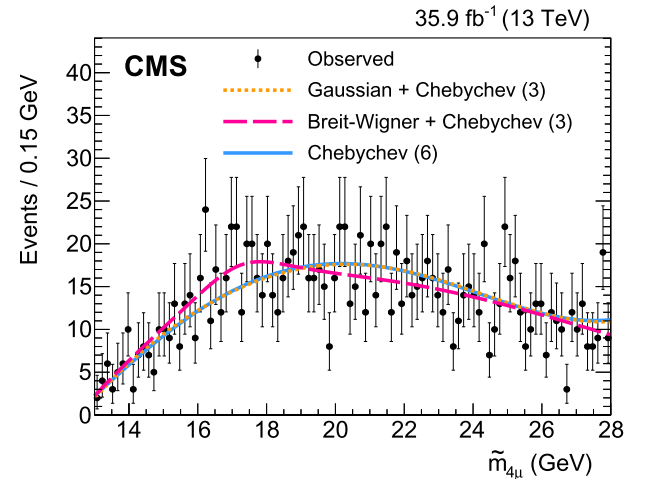 35.9 fb⁻¹ (13 TeV)
CMS
Observed
Gaussian + Chebychev (3)
Breit-Wigner + Chebychev (3)
Chebychev (6)
Events / 0.15 GeV
40
35
30
25
20
15
10
5
0
14 16 18 20 22 24 26 28
m̃₄μ (GeV)